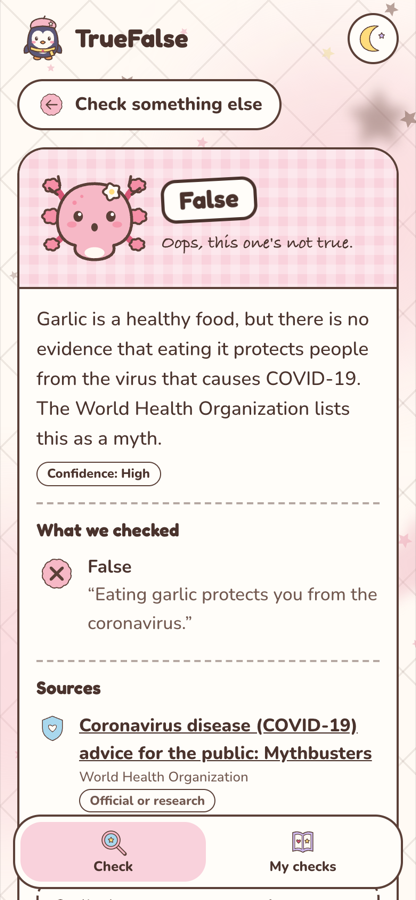 TrueFalse
Check something else
False
Oops, this one's not true.
Garlic is a healthy food, but there is no
evidence that eating it protects people
from the virus that causes COVID-19.
The World Health Organization lists
this as a myth.
Confidence: High
What we checked
False
“Eating garlic protects you from the
coronavirus.”
Sources
Coronavirus disease (COVID-19)
advice for the public: Mythbusters
World Health Organization
Official or research
Check
My checks